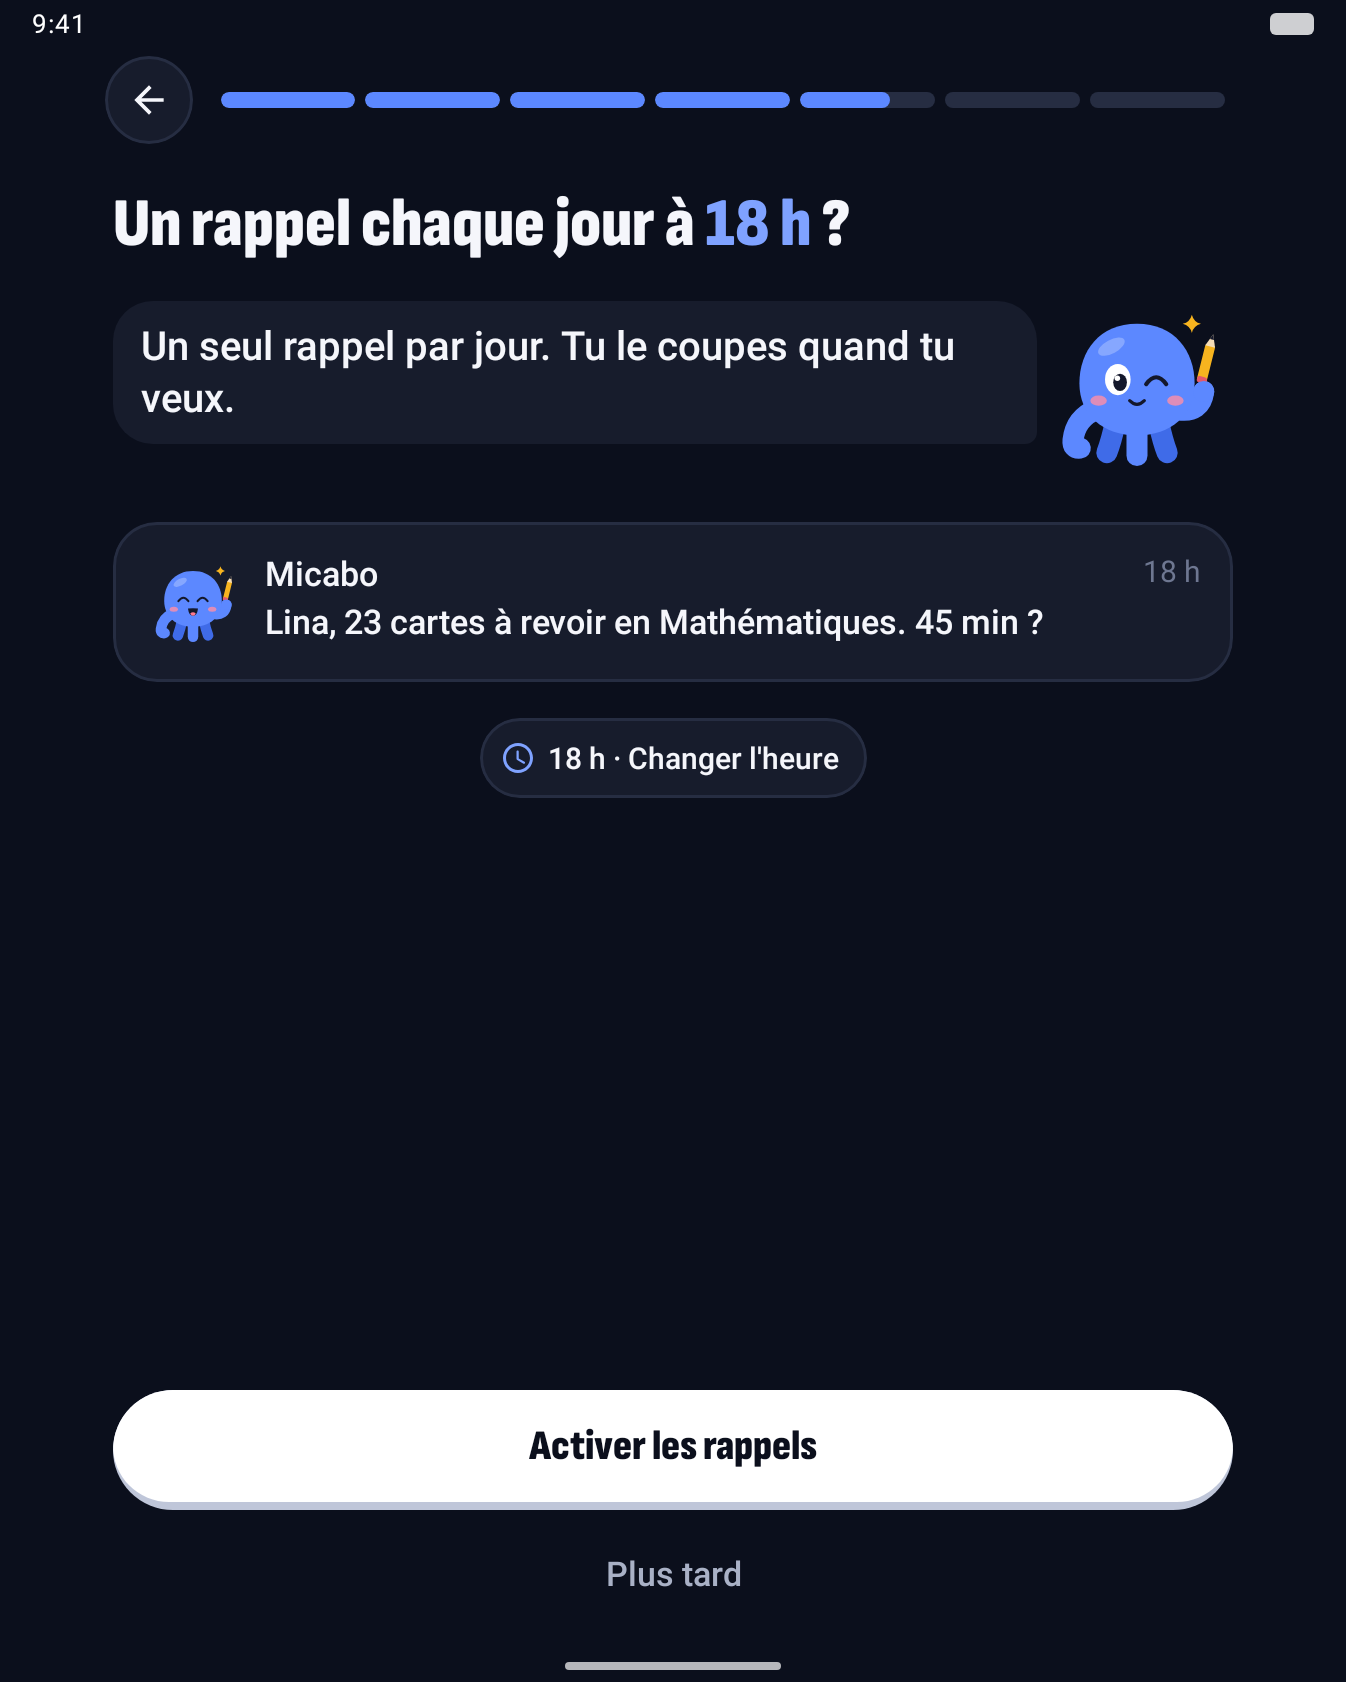 9:41
Un rappel chaque jour à 18 h ?
Un seul rappel par jour. Tu le coupes quand tu
veux.
Micabo
18 h
Lina, 23 cartes à revoir en Mathématiques. 45 min ?
18 h · Changer l'heure
Activer les rappels
Plus tard